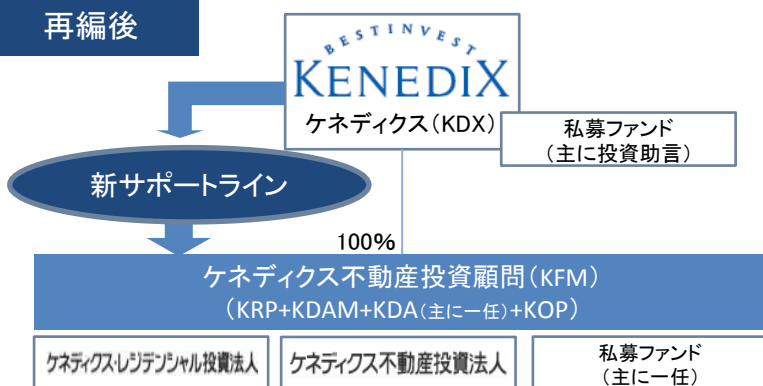 再編後
BESTINVEST
KENEDIX
ケネディクス(KDX)
私募ファンド
(主に投資助言)
新サポートライン
100%
ケネディクス不動産投資顧問(KFM)
(KRP+KDAM+KDA(主に一任)+KOP)
ケネディクス・レジデンシャル投資法人
ケネディクス不動産投資法人
私募ファンド
(主に一任)